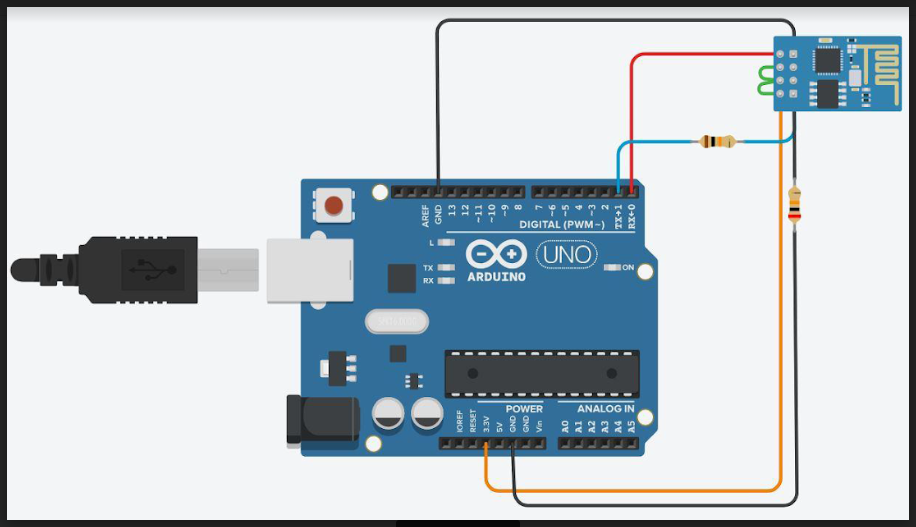 AREF
GND
13
12
~11
~10
~9
8
7
~6
~5
4
~3
2
TX→1
RX←0
DIGITAL (PWM~)
L
TX
RX
UNO
ARDUINO
ON
POWER
ANALOG IN
IOREF
RESET
3.3V
5V
GND
GND
Vin
A0
A1
A2
A3
A4
A5